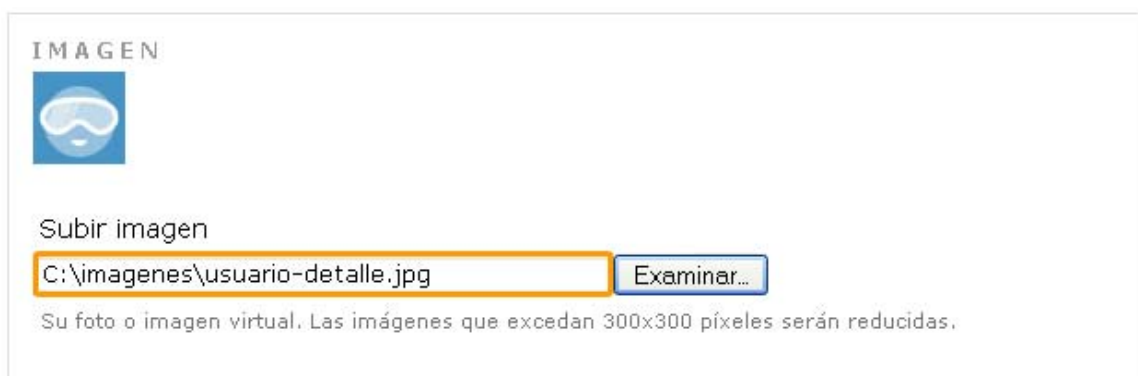 IMAGEN
Subir imagen
C:\imagenes\usuario-detalle.jpg Examinar...
Su foto o imagen virtual. Las imágenes que excedan 300x300 píxeles serán reducidas.